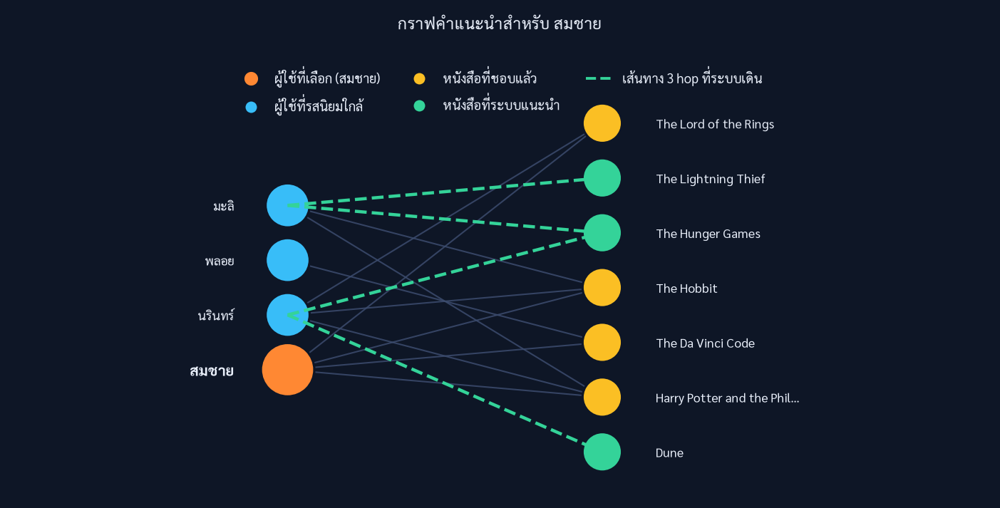 กราฟคำแนะนำสำหรับ สมชาย
ผู้ใช้ที่เลือก (สมชาย)
หนังสือที่ชอบแล้ว
เส้นทาง 3 hop ที่ระบบเดิน
ผู้ใช้ที่รสนิยมใกล้
หนังสือที่ระบบแนะนำ
The Lord of the Rings
The Lightning Thief
มะลิ
The Hunger Games
พลอย
The Hobbit
นรินทร์
The Da Vinci Code
สมชาย
Harry Potter and the Phil...
Dune